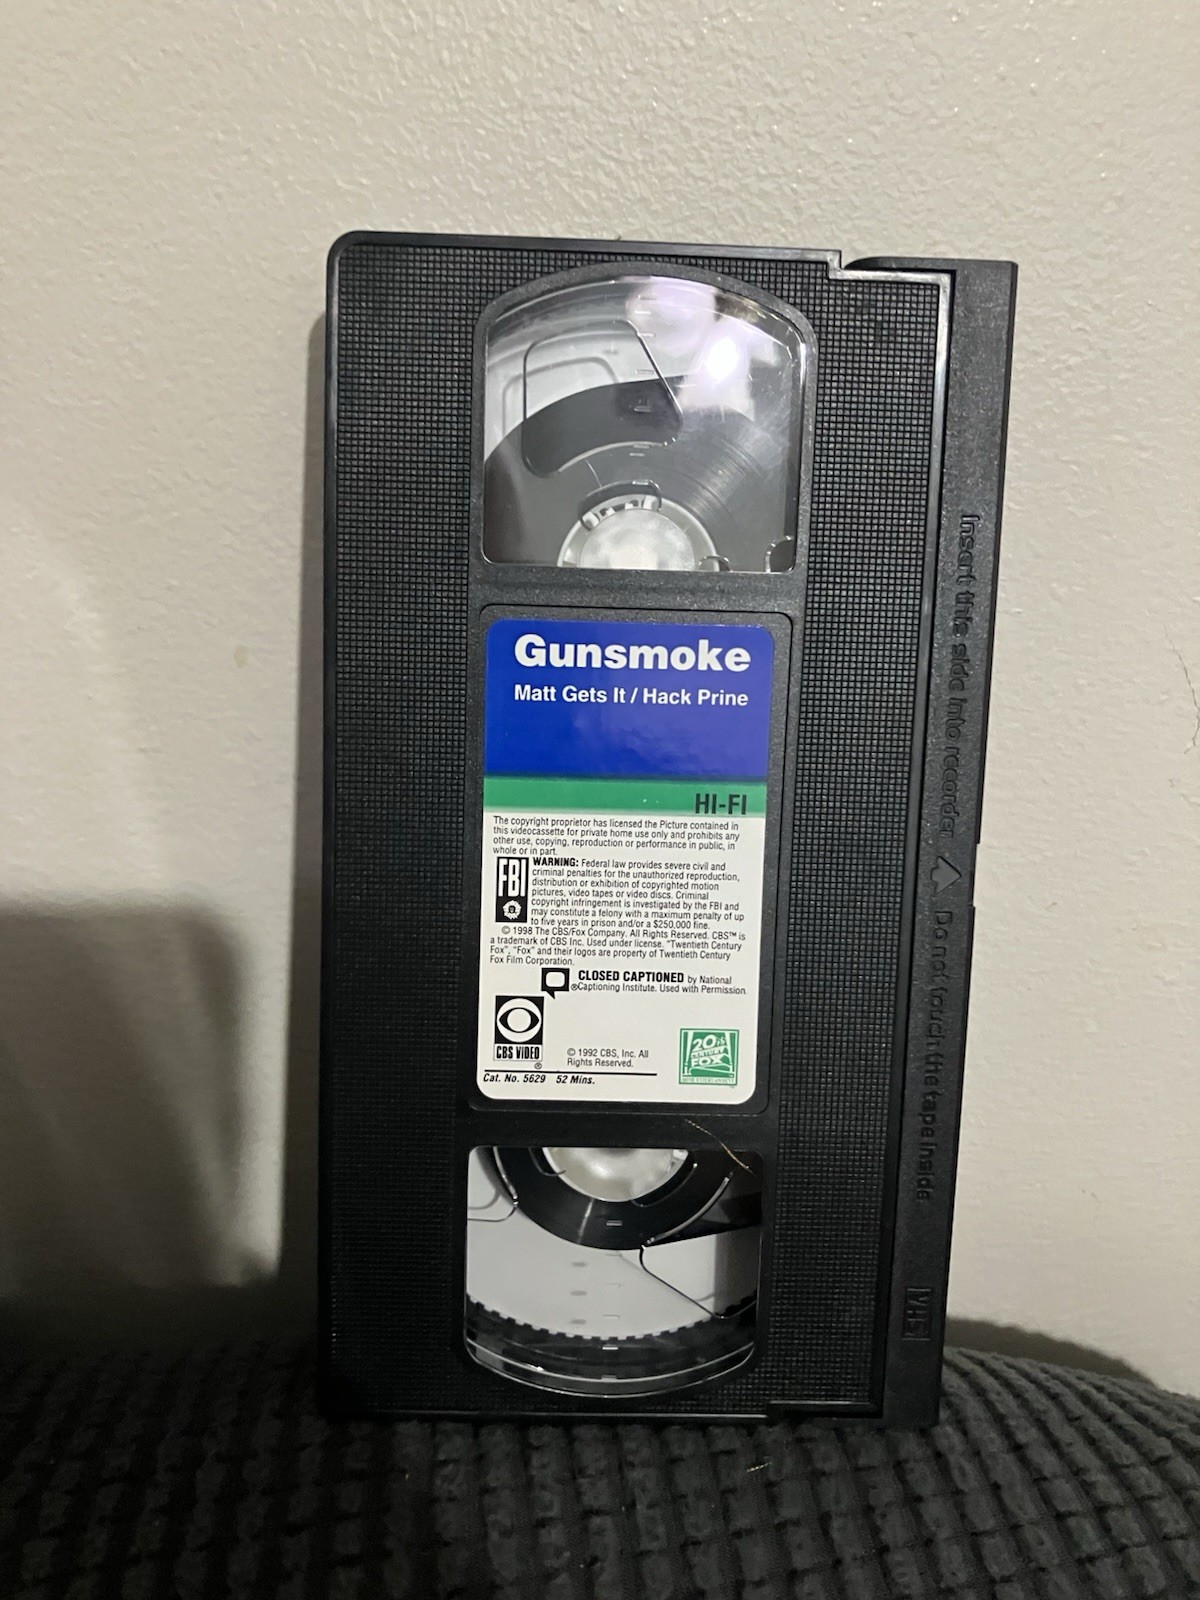 Gunsmoke
Matt Gets It / Hack Prine
HI-FI
The copyright proprietor has licensed the Picture contained in
this videocassette for private home use only and prohibits any
other use, copying, reproduction or performance in public, in
whole or in part.
FBI
WARNING: Federal law provides severe civil and
criminal penalties for the unauthorized reproduction,
distribution or exhibition of copyrighted motion
pictures, video tapes or video discs. Criminal
copyright infringement is investigated by the FBI and
may constitute a felony with a maximum penalty of up
to five years in prison and/or a $250,000 fine.
© 1998 The CBS/Fox Company. All Rights Reserved. CBS™ is
a trademark of CBS Inc. Used under license. "Twentieth Century
Fox", "Fox" and their logos are property of Twentieth Century
Fox Film Corporation.
CLOSED CAPTIONED by National
®Captioning Institute. Used with Permission.
CBS VIDEO
®
© 1992 CBS, Inc. All
Rights Reserved.
20th
CENTURY
FOX
HOME ENTERTAINMENT
Cat. No. 5629 52 Mins.
Insert this side into recorder
Do not touch the tape inside
VHS